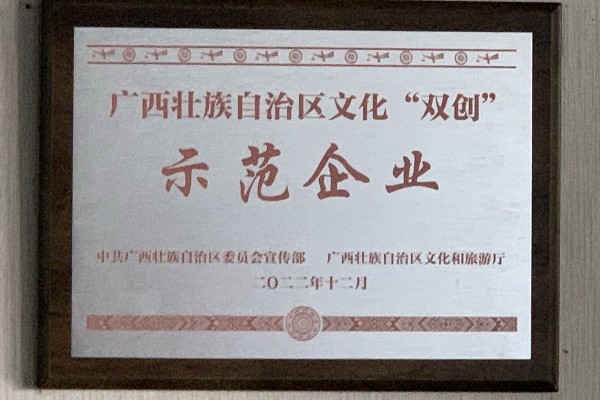 广西壮族自治区文化“双创”
示范企业
中共广西壮族自治区委员会宣传部 广西壮族自治区文化和旅游厅
二〇二二年十二月